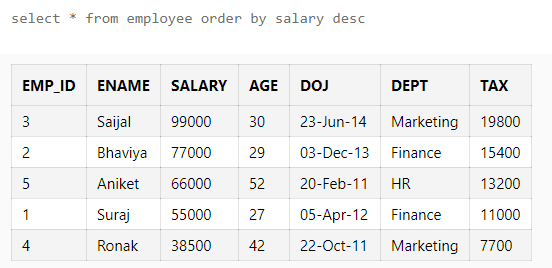 select * from employee order by salary desc
EMP_ID ENAME SALARY AGE DOJ DEPT TAX
3 Saijal 99000 30 23-Jun-14 Marketing 19800
2 Bhaviya 77000 29 03-Dec-13 Finance 15400
5 Aniket 66000 52 20-Feb-11 HR 13200
1 Suraj 55000 27 05-Apr-12 Finance 11000
4 Ronak 38500 42 22-Oct-11 Marketing 7700